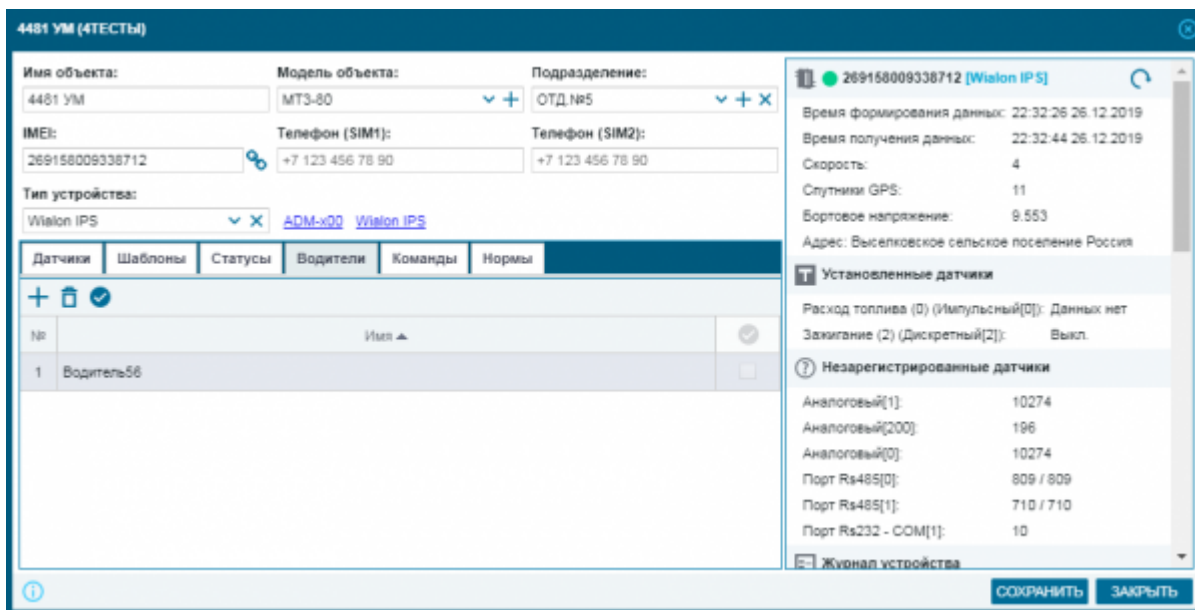 4481 УМ (4ТЕСТЫ)
Имя объекта: Модель объекта: Подразделение:
4481 УМ МТЗ-80 ОТД.№5
IMEI: Телефон (SIM1): Телефон (SIM2):
269158009338712 +7 123 456 78 90 +7 123 456 78 90
Тип устройства:
Wialon IPS ADM-x00 Wialon IPS
Датчики Шаблоны Статусы Водители Команды Нормы
№ Имя
1 Водитель56
269158009338712 [Wialon IPS]
Время формирования данных: 22:32:26 26.12.2019
Время получения данных: 22:32:44 26.12.2019
Скорость: 4
Спутники GPS: 11
Бортовое напряжение: 9.553
Адрес: Выселковское сельское поселение Россия
Установленные датчики
Расход топлива (0) (Импульсный[0]): Данных нет
Зажигание (2) (Дискретный[2]): Выкл.
Незарегистрированные датчики
Аналоговый[1]: 10274
Аналоговый[200]: 196
Аналоговый[0]: 10274
Порт Rs485[0]: 809 / 809
Порт Rs485[1]: 710 / 710
Порт Rs232 - COM[1]: 10
Журнал устройства
СОХРАНИТЬ ЗАКРЫТЬ